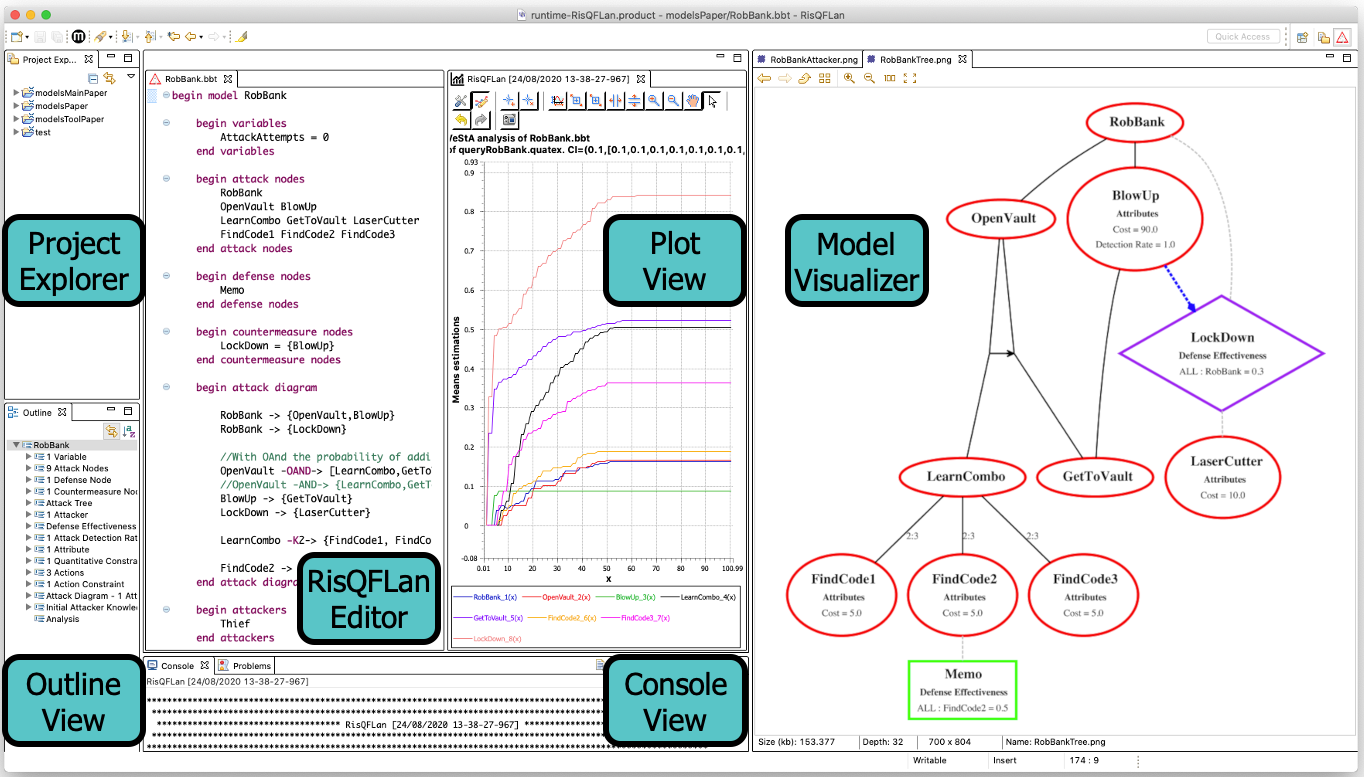 runtime-RisQFLan.product - modelsPaper/RobBank.bbt - RisQFLan
Quick Access
Project Exp...
modelsMainPaper
modelsPaper
modelsToolPaper
test
Project
Explorer
Outline
RobBank
1 Variable
9 Attack Nodes
1 Defense Node
1 Countermeasure Noc
Attack Tree
1 Attacker
Defense Effectiveness
1 Attack Detection Rat
1 Attribute
1 Quantitative Constra
3 Actions
1 Action Constraint
Attack Diagram - 1 Att
Initial Attacker Knowle
Analysis
Outline
View
RobBank.bbt
begin model RobBank
begin variables
AttackAttempts = 0
end variables
begin attack nodes
RobBank
OpenVault BlowUp
LearnCombo GetToVault LaserCutter
FindCode1 FindCode2 FindCode3
end attack nodes
begin defense nodes
Memo
end defense nodes
begin countermeasure nodes
LockDown = {BlowUp}
end countermeasure nodes
begin attack diagram
RobBank -> {OpenVault,BlowUp}
RobBank -> {LockDown}
//With OAnd the probability of addi
OpenVault -OAND-> [LearnCombo,GetTo
//OpenVault -AND-> {LearnCombo,GetT
BlowUp -> {GetToVault}
LockDown -> {LaserCutter}
LearnCombo -K2-> {FindCode1, FindCo
FindCode2 ->
end attack diagra
begin attackers
Thief
end attackers
RisQFLan
Editor
RisQFLan [24/08/2020 13-38-27-967]
/eStA analysis of RobBank.bbt
of queryRobBank.quatex. CI=(0.1,[0.1,0.1,0.1,0.1,0.1,0.1,0.1,
Means estimations
0.93
0.9
0.8
0.7
0.6
0.5
0.4
0.3
0.2
0.1
0
-0.08
0.01 10 20 30 40 50 60 70 80 90 100.99
x
RobBank_1(x) OpenVault_2(x) BlowUp_3(x) LearnCombo_4(x)
GetToVault_5(x) FindCode2_6(x) FindCode3_7(x)
LockDown_8(x)
Plot
View
Console
Problems
RisQFLan [24/08/2020 13-38-27-967]
RisQFLan [24/08/2020 13-38-27-967]
Console
View
RobBankAttacker.png
RobBankTree.png
100
Model
Visualizer
RobBank
OpenVault
BlowUp
Attributes
Cost = 90.0
Detection Rate = 1.0
LockDown
Defense Effectiveness
ALL : RobBank = 0.3
LearnCombo
GetToVault
LaserCutter
Attributes
Cost = 10.0
2:3 2:3 2:3
FindCode1
Attributes
Cost = 5.0
FindCode2
Attributes
Cost = 5.0
FindCode3
Attributes
Cost = 5.0
Memo
Defense Effectiveness
ALL : FindCode2 = 0.5
Size (kb): 153.377 Depth: 32 700 x 804 Name: RobBankTree.png
Writable Insert 174 : 9